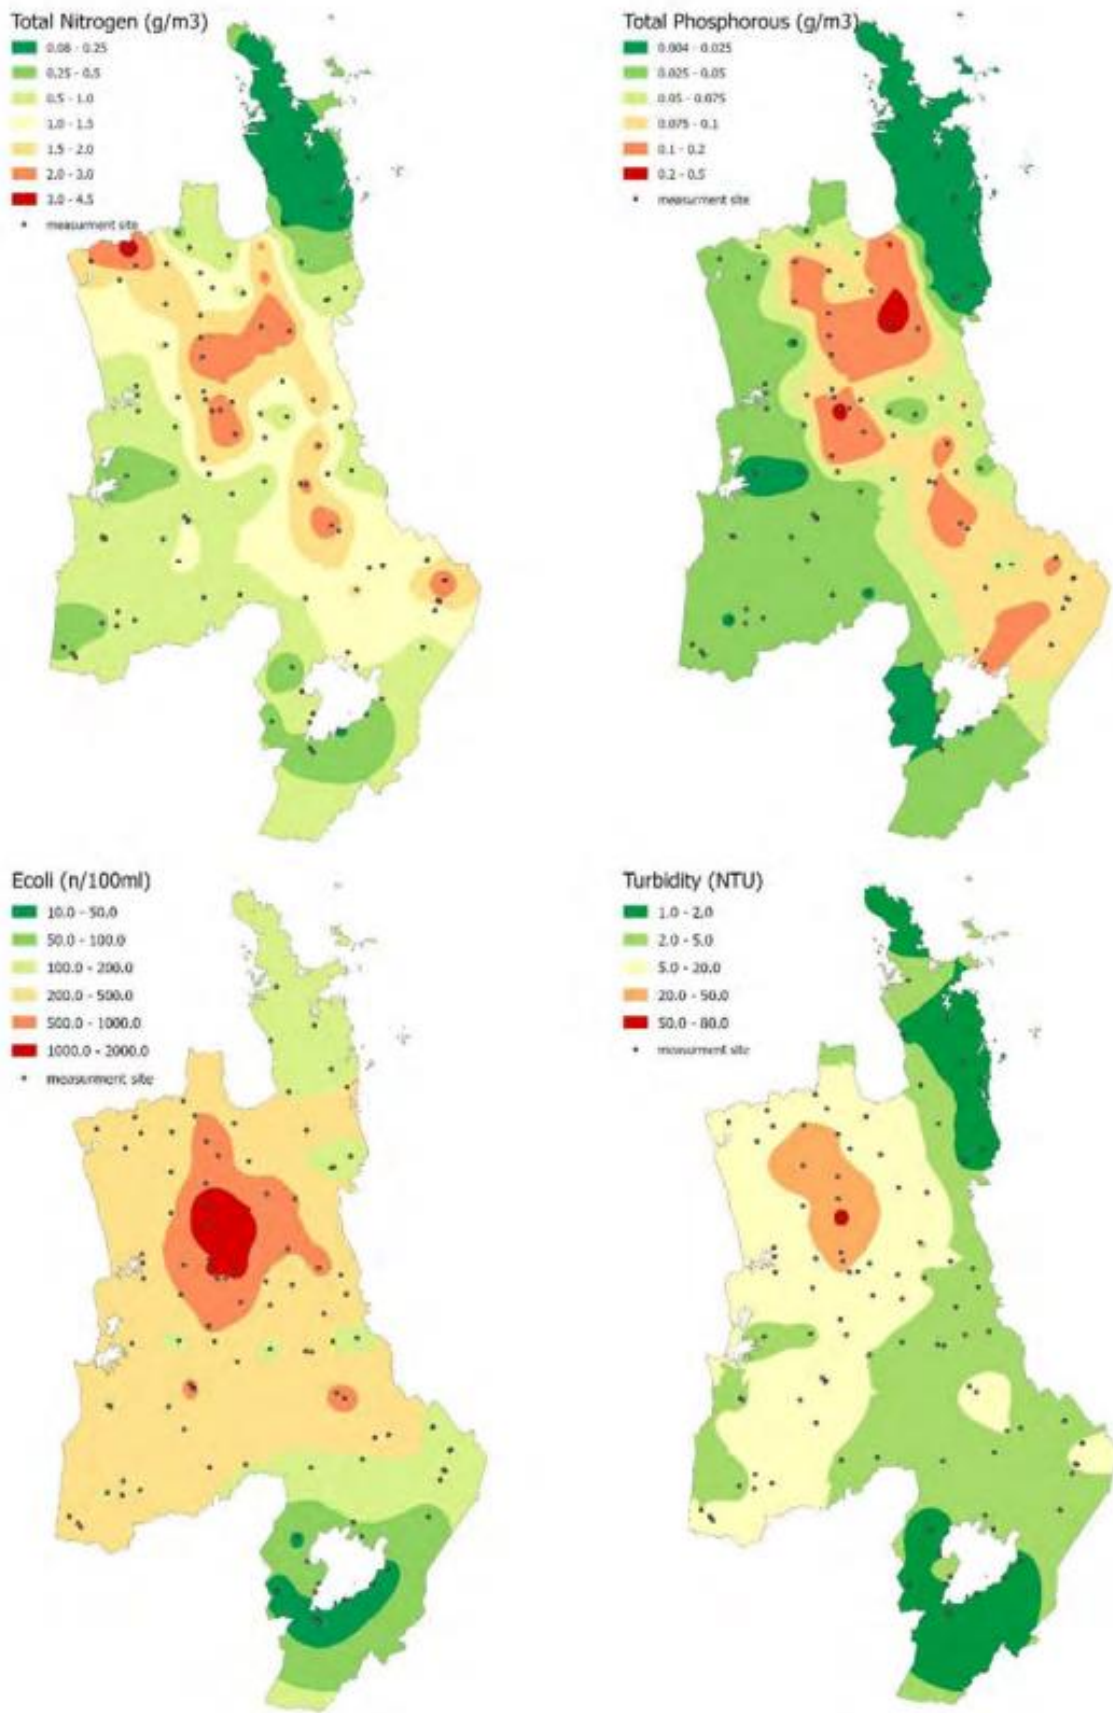 Total Nitrogen (g/m3)
0.08 - 0.25
0.25 - 0.5
0.5 - 1.0
1.0 - 1.5
1.5 - 2.0
2.0 - 3.0
3.0 - 4.5
measurment site
Total Phosphorous (g/m3)
0.004 - 0.025
0.025 - 0.05
0.05 - 0.075
0.075 - 0.1
0.1 - 0.2
0.2 - 0.5
measurment site
Ecoli (n/100ml)
10.0 - 50.0
50.0 - 100.0
100.0 - 200.0
200.0 - 500.0
500.0 - 1000.0
1000.0 - 2000.0
measurment site
Turbidity (NTU)
1.0 - 2.0
2.0 - 5.0
5.0 - 20.0
20.0 - 50.0
50.0 - 80.0
measurment site